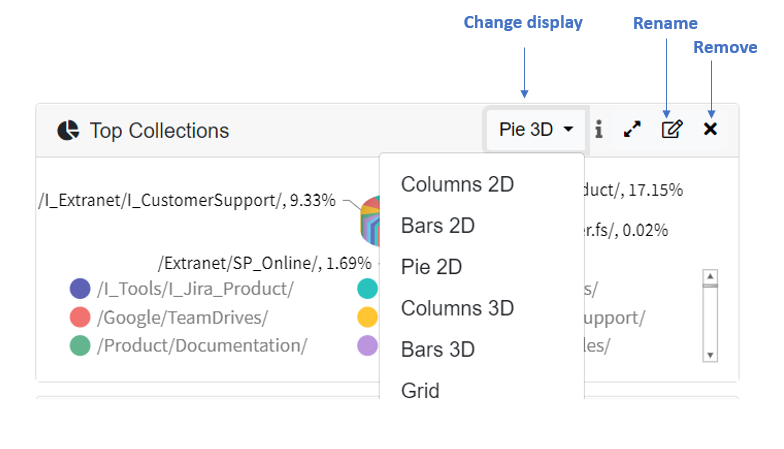 Change display
Rename
Remove
Top Collections
Pie 3D
/I_Extranet/I_CustomerSupport/, 9.33%
/Extranet/SP_Online/, 1.69%
Columns 2D
Bars 2D
Pie 2D
Columns 3D
Bars 3D
Grid
duct/, 17.15%
r.fs/, 0.02%
/I_Tools/I_Jira_Product/
/Google/TeamDrives/
/Product/Documentation/
s/
upport/
les/